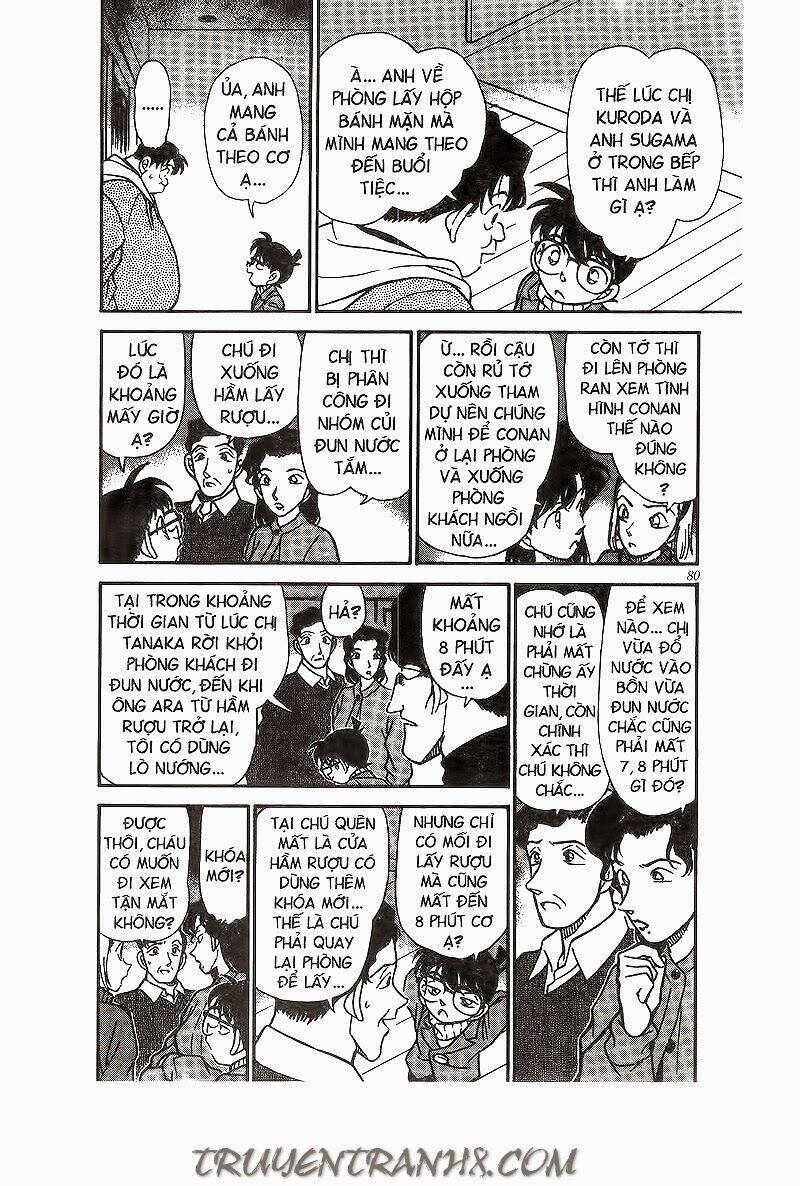 THẾ LÚC CHỊ
KURODA VÀ
ANH SUGAMA
Ở TRONG BẾP
THÌ ANH LÀM
GÌ Ạ?
À... ANH VỀ
PHÒNG LẤY HỘP
BÁNH MẶN MÀ
MÌNH MANG THEO
ĐẾN BUỔI
TIỆC...
ỦA, ANH
MANG
CẢ BÁNH
THEO CƠ
Ạ...
.....
CÒN TỚ THÌ
ĐI LÊN PHÒNG
RAN XEM TÌNH
HÌNH CONAN
THẾ NÀO
ĐÚNG
KHÔNG
?
Ừ... RỒI CẬU
CÒN RỦ TỚ
XUỐNG THAM
DỰ NÊN CHÚNG
MÌNH ĐỂ CONAN
Ở LẠI PHÒNG
VÀ XUỐNG
PHÒNG
KHÁCH NGỒI
NỮA...
CHỊ THÌ
BỊ PHÂN
CÔNG ĐI
NHÓM CỦI
ĐUN NƯỚC
TẮM...
CHÚ ĐI
XUỐNG
HẦM LẤY
RƯỢU...
LÚC
ĐÓ LÀ
KHOẢNG
MẤY GIỜ
Ạ?
80
ĐỂ XEM
NÀO... CHỊ
VỪA ĐỔ
NƯỚC VÀO
BỒN VỪA
ĐUN NƯỚC
CHẮC CŨNG
PHẢI MẤT
7, 8 PHÚT
GÌ ĐÓ?
CHÚ CŨNG
NHỚ LÀ
PHẢI MẤT
CHỪNG ẤY
THỜI
GIAN, CÒN
CHÍNH
XÁC THÌ
CHÚ KHÔNG
CHẮC...
MẤT
KHOẢNG
8 PHÚT
ĐẤY Ạ
...
HẢ?
TẠI TRONG KHOẢNG
THỜI GIAN TỪ LÚC CHỊ
TANAKA RỜI KHỎI
PHÒNG KHÁCH ĐI
ĐUN NƯỚC, ĐẾN KHI
ÔNG ARA TỪ HẦM
RƯỢU TRỞ LẠI,
TÔI CÓ DÙNG
LÒ NƯỚNG...
NHƯNG CHỈ
CÓ MỖI ĐI
LẤY RƯỢU
MÀ CŨNG
MẤT ĐẾN
8 PHÚT CƠ
Ạ?
TẠI CHÚ QUÊN
MẤT LÀ CỬA
HẦM RƯỢU CÓ
DÙNG THÊM
KHÓA MỚI...
THẾ LÀ CHÚ
PHẢI QUAY
LẠI PHÒNG
ĐỂ LẤY...
KHÓA
MỚI?
ĐƯỢC
THÔI, CHÁU
CÓ MUỐN
ĐI XEM
TẬN MẮT
KHÔNG?
TRUYENTRANH8.COM